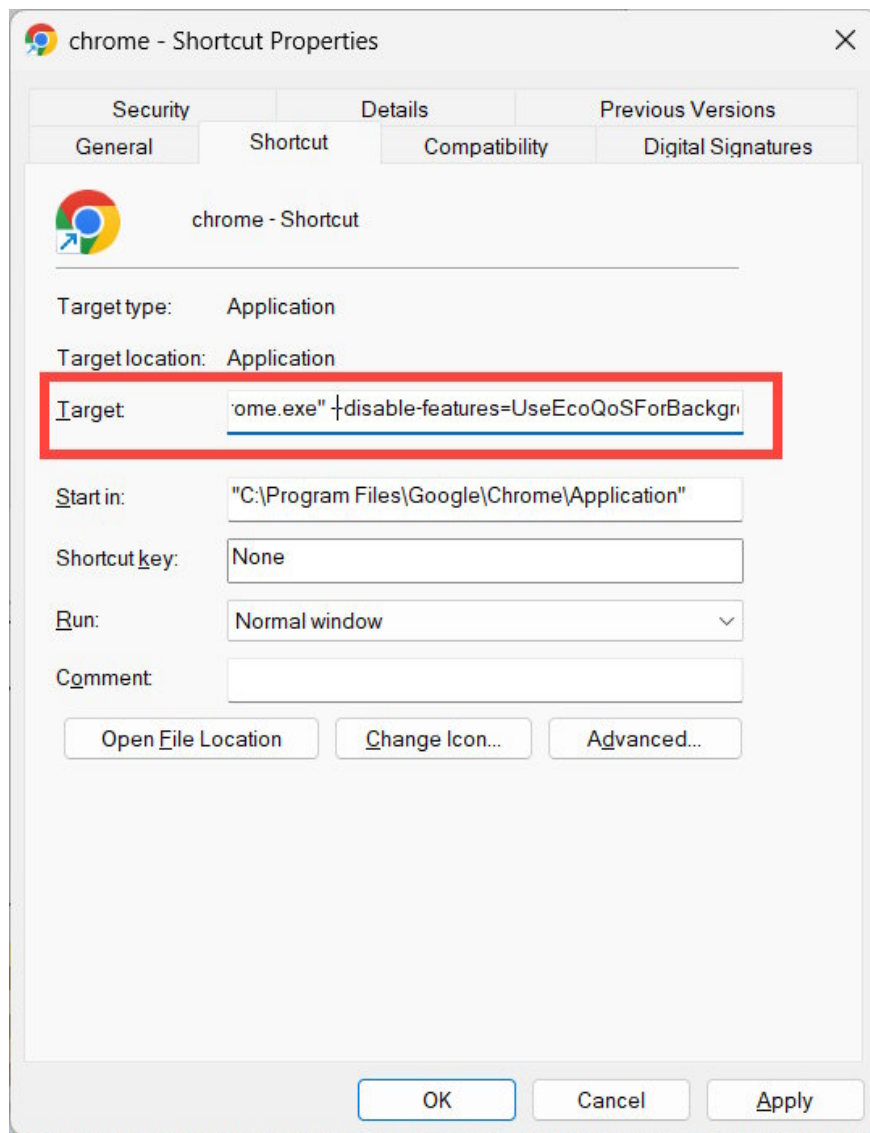 chrome - Shortcut Properties
Security Details Previous Versions
General Shortcut Compatibility Digital Signatures
chrome - Shortcut
Target type: Application
Target location: Application
Target: ome.exe" --disable-features=UseEcoQoSForBackgr
Start in: "C:\Program Files\Google\Chrome\Application"
Shortcut key: None
Run: Normal window
Comment:
Open File Location Change Icon... Advanced...
OK Cancel Apply